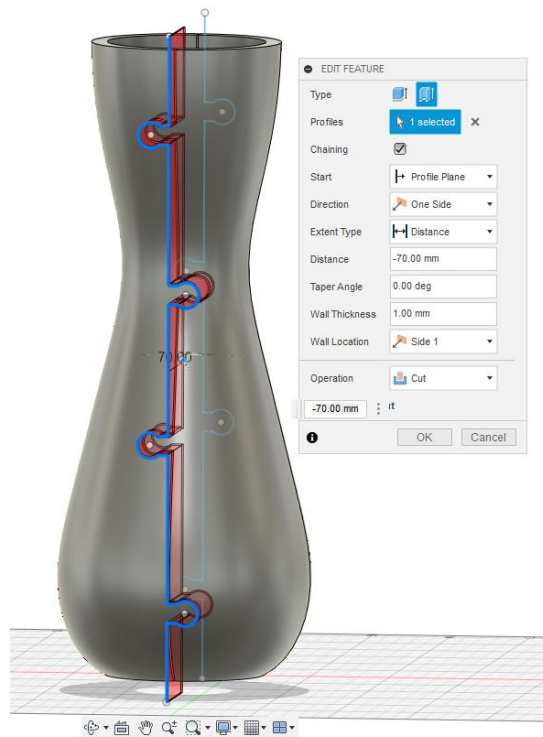 EDIT FEATURE
Type
Profiles 1 selected
Chaining
Start Profile Plane
Direction One Side
Extent Type Distance
Distance -70.00 mm
Taper Angle 0.00 deg
Wall Thickness 1.00 mm
Wall Location Side 1
Operation Cut
-70.00 mm
OK Cancel
70.00